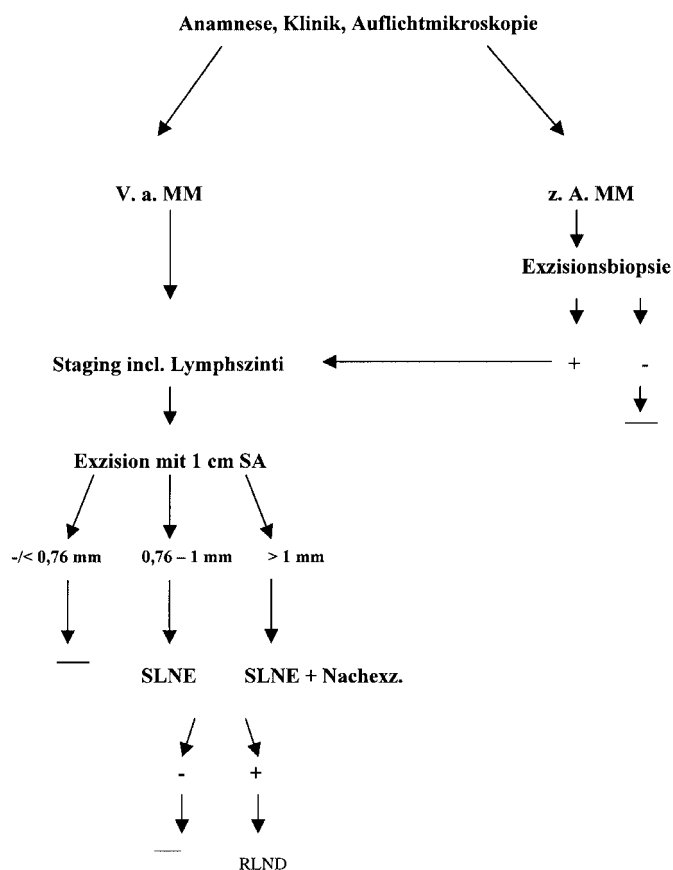 Anamnese, Klinik, Auflichtmikroskopie
V. a. MM
z. A. MM
Exzisionsbiopsie
Staging incl. Lymphszinti
+
-
Exzision mit 1 cm SA
-/< 0,76 mm
0,76 – 1 mm
> 1 mm
SLNE
SLNE + Nachexz.
-
+
RLND